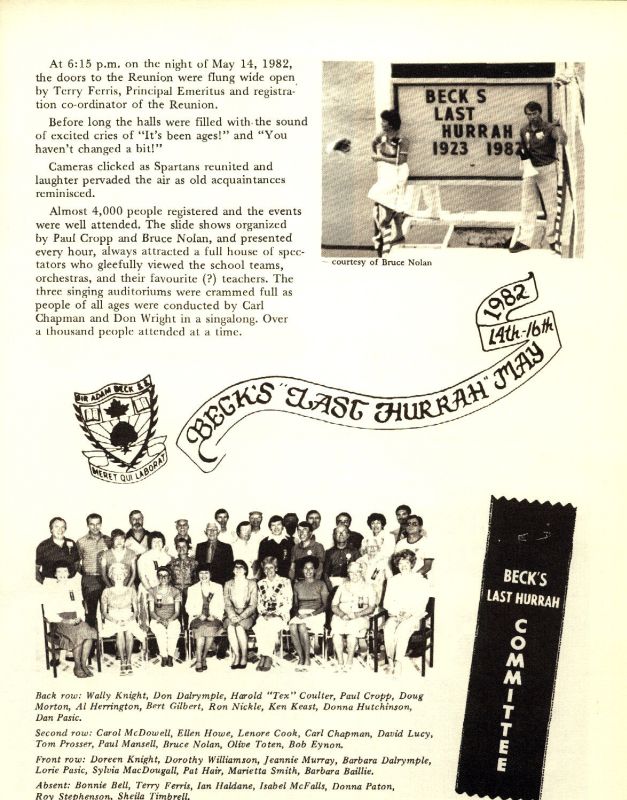 At 6:15 p.m. on the night of May 14, 1982,
the doors to the Reunion were flung wide open
by Terry Ferris, Principal Emeritus and registra-
tion co-ordinator of the Reunion.
Before long the halls were filled with the sound
of excited cries of "It's been ages!" and "You
haven't changed a bit!"
Cameras clicked as Spartans reunited and
laughter pervaded the air as old acquaintances
reminisced.
Almost 4,000 people registered and the events
were well attended. The slide shows organized
by Paul Cropp and Bruce Nolan, and presented
every hour, always attracted a full house of spec-
tators who gleefully viewed the school teams,
orchestras, and their favourite (?) teachers. The
three singing auditoriums were crammed full as
people of all ages were conducted by Carl
Chapman and Don Wright in a singalong. Over
a thousand people attended at a time.
BECK S
LAST
HURRAH
1923 1982
courtesy of Bruce Nolan
BECK'S "LAST HURRAH" MAY
14th-16th
1982
SIR ADAM BECK S.S.
MERET QUI LABORAT
BECK'S
LAST HURRAH
COMMITTEE
Back row: Wally Knight, Don Dalrymple, Harold "Tex" Coulter, Paul Cropp, Doug
Morton, Al Herrington, Bert Gilbert, Ron Nickle, Ken Keast, Donna Hutchinson,
Dan Pasic.
Second row: Carol McDowell, Ellen Howe, Lenore Cook, Carl Chapman, David Lucy,
Tom Prosser, Paul Mansell, Bruce Nolan, Olive Toten, Bob Eynon.
Front row: Doreen Knight, Dorothy Williamson, Jeannie Murray, Barbara Dalrymple,
Lorie Pasic, Sylvia MacDougall, Pat Hair, Marietta Smith, Barbara Baillie.
Absent: Bonnie Bell, Terry Ferris, Ian Haldane, Isabel McFalls, Donna Paton,
Roy Stephenson, Sheila Timbrell.